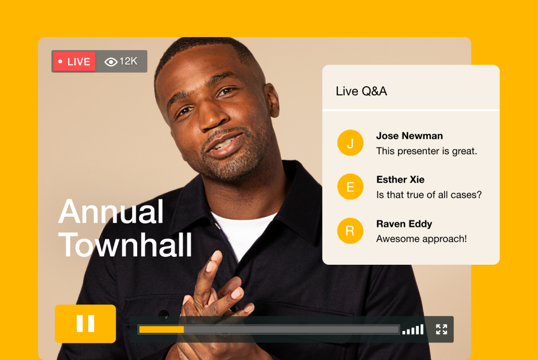 LIVE 12K
Live Q&A
J Jose Newman
This presenter is great.
E Esther Xie
Is that true of all cases?
R Raven Eddy
Awesome approach!
Annual
Townhall